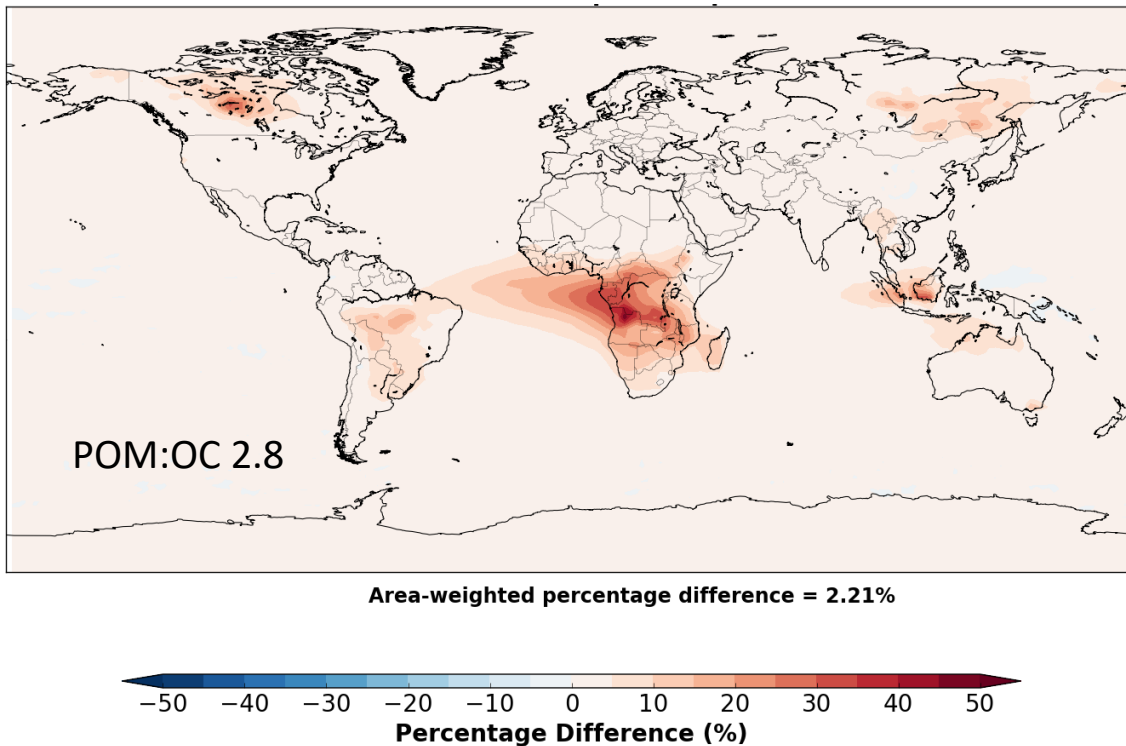 POM:OC 2.8
Area-weighted percentage difference = 2.21%
−50 −40 −30 −20 −10 0 10 20 30 40 50
Percentage Difference (%)